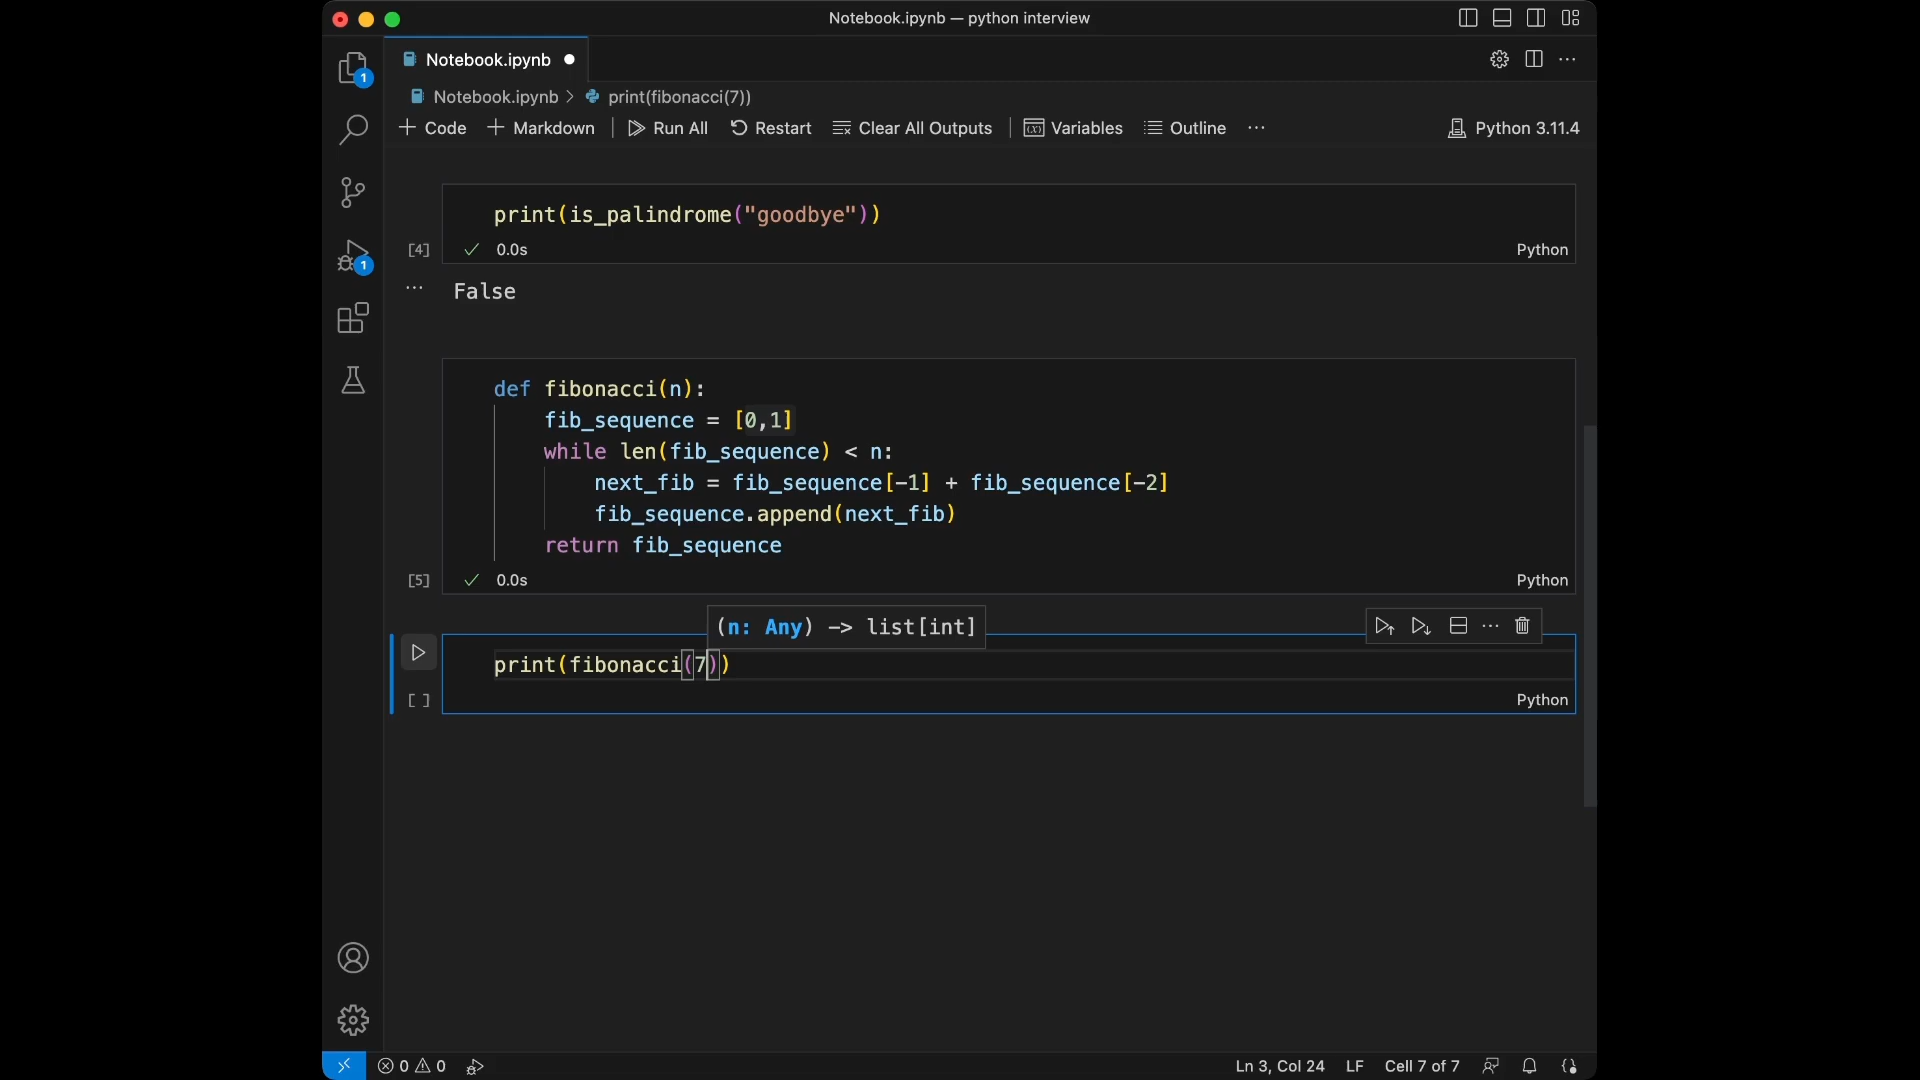 Notebook.ipynb — python interview
1
Notebook.ipynb
Notebook.ipynb > print(fibonacci(7))
+ Code + Markdown Run All Restart Clear All Outputs Variables Outline ... Python 3.11.4
print(is_palindrome("goodbye"))
[4] ✓ 0.0s Python
1
... False
def fibonacci(n):
fib_sequence = [0,1]
while len(fib_sequence) < n:
next_fib = fib_sequence[-1] + fib_sequence[-2]
fib_sequence.append(next_fib)
return fib_sequence
[5] ✓ 0.0s Python
(n: Any) -> list[int]
print(fibonacci(7))
[ ] Python
0 0 Ln 3, Col 24 LF Cell 7 of 7